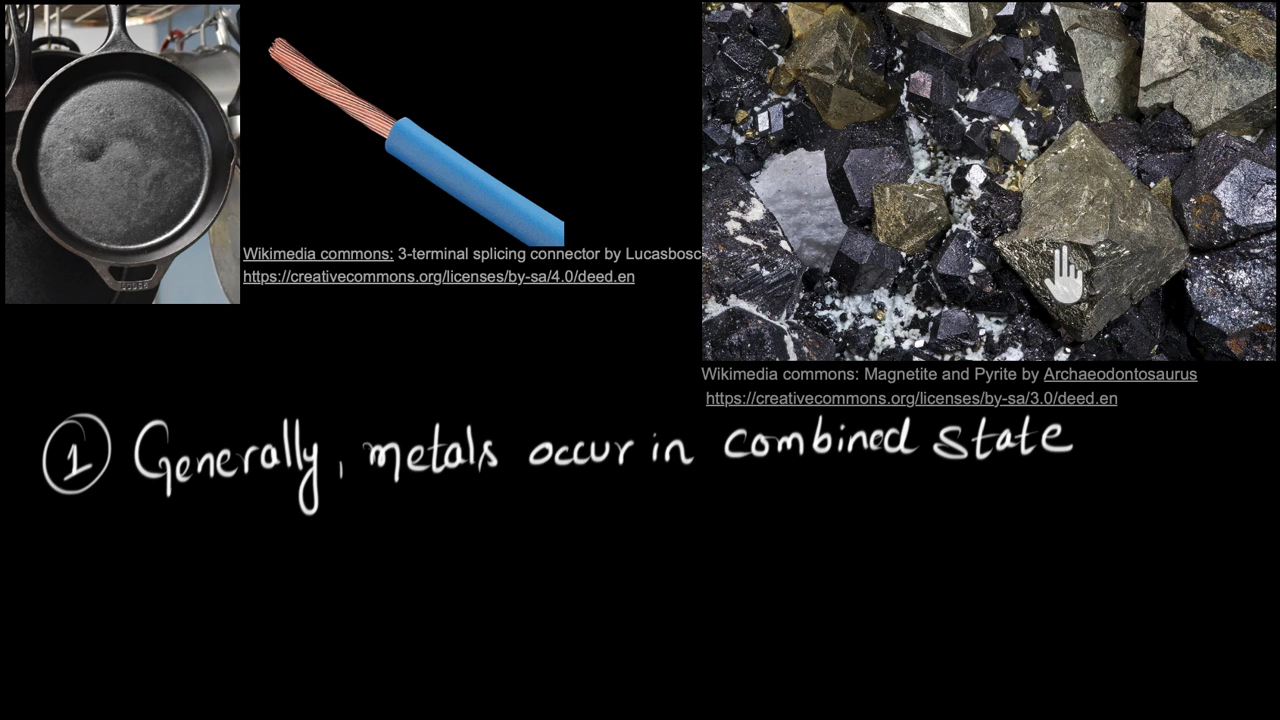 Wikimedia commons: 3-terminal splicing connector by Lucasbosc
https://creativecommons.org/licenses/by-sa/4.0/deed.en
Wikimedia commons: Magnetite and Pyrite by Archaeodontosaurus
https://creativecommons.org/licenses/by-sa/3.0/deed.en
1 Generally, metals occur in combined state